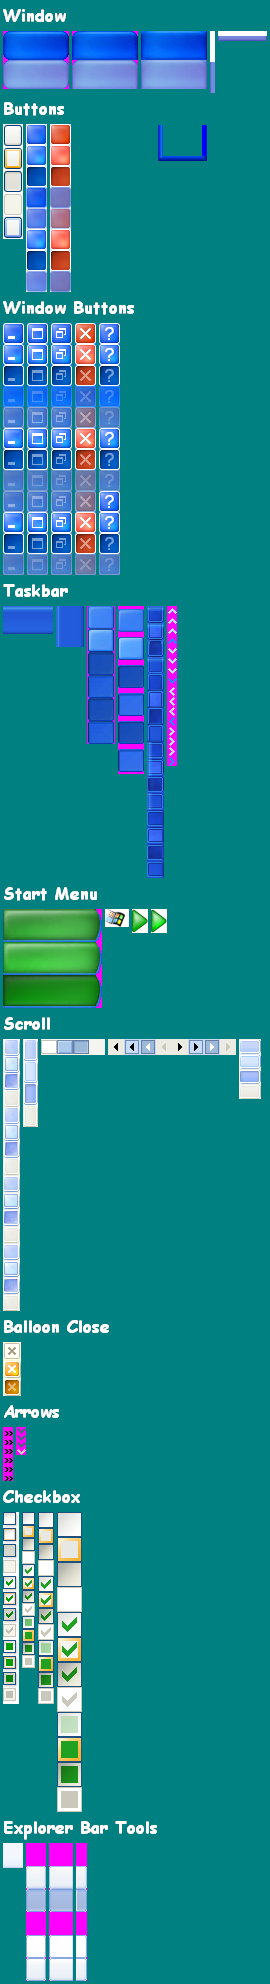 Window
Buttons
Window Buttons
Taskbar
Start Menu
Scroll
Balloon Close
Arrows
Checkbox
Explorer Bar Tools